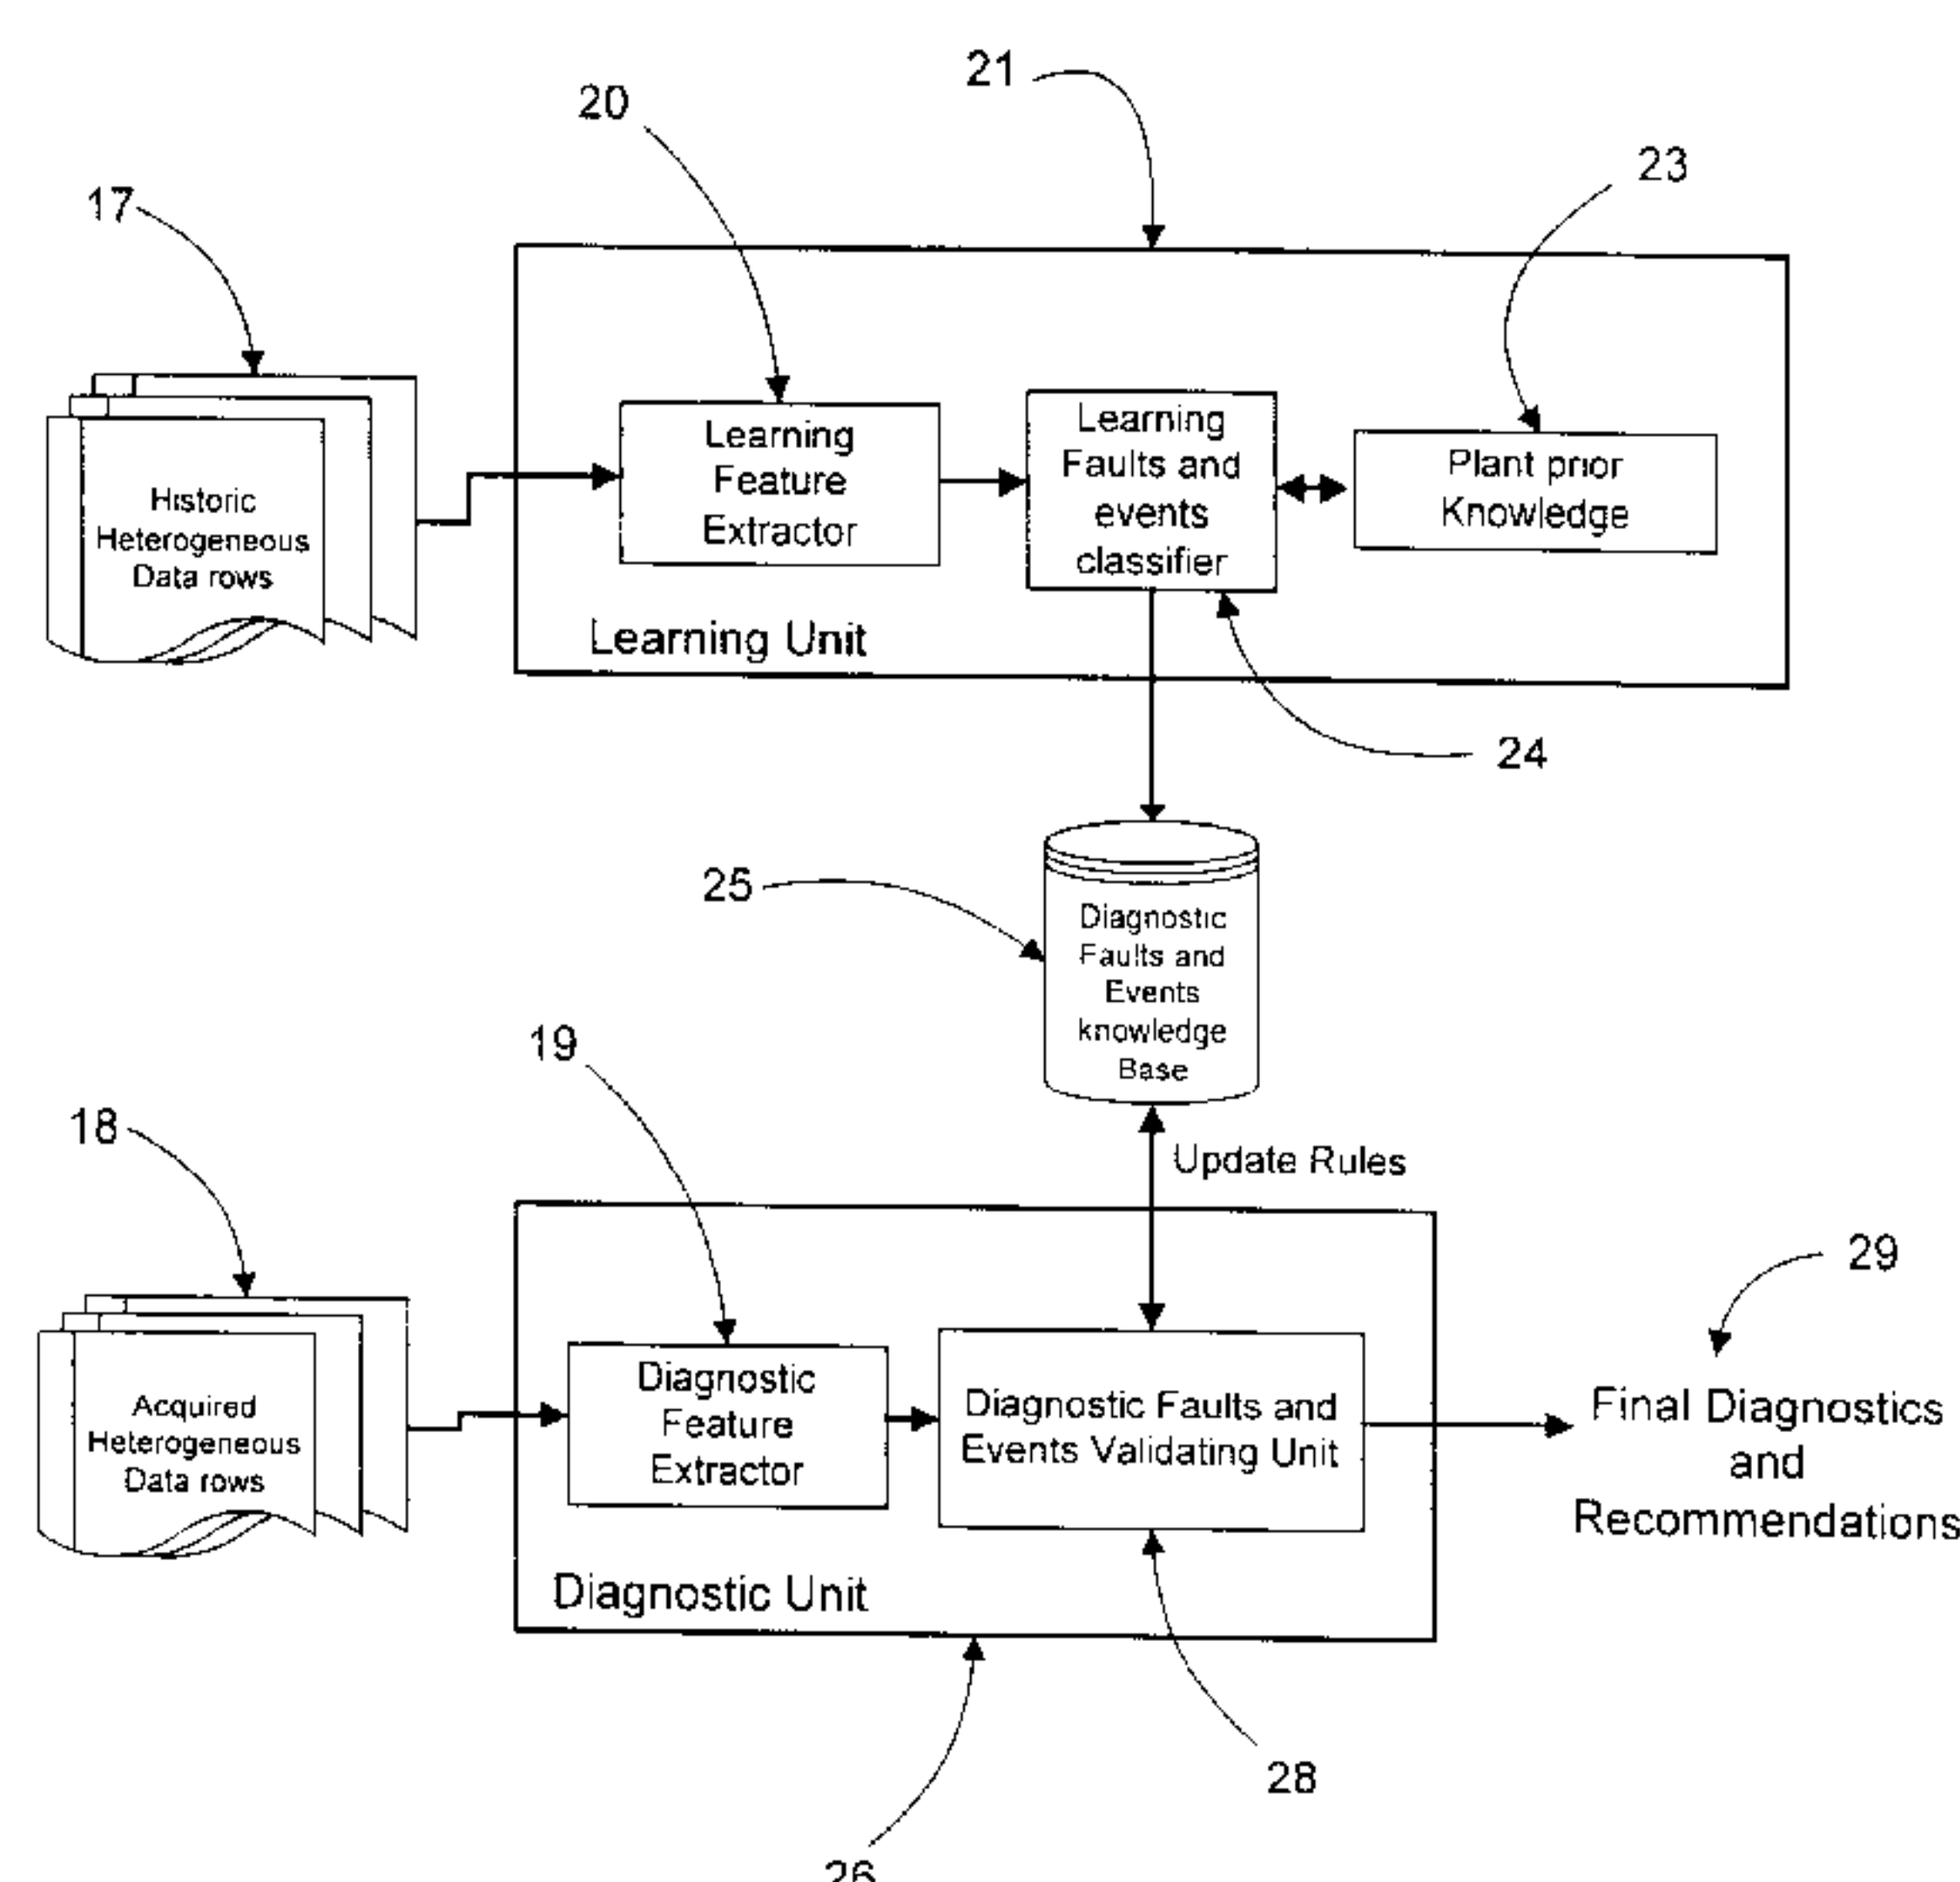 21
20
23
17
Learning
Feature
Extractor
Learning
Faults and
events
classifier
Plant prior
Knowledge
Historic
Heterogeneous
Data rows
Learning Unit
24
25
Diagnostic
Faults and
Events
knowledge
Base
19
18
Update Rules
29
Diagnostic
Feature
Extractor
Diagnostic Faults and
Events Validating Unit
Final Diagnostics
and
Recommendations
Acquired
Heterogeneous
Data rows
Diagnostic Unit
28
26